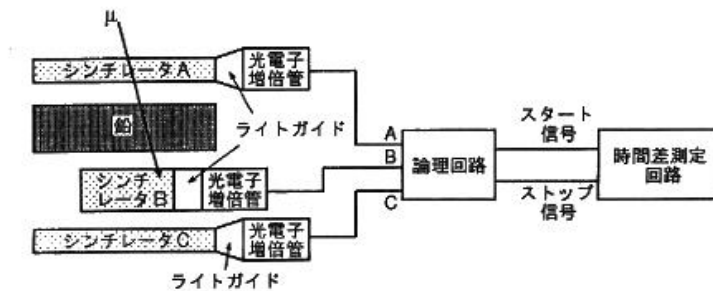 μ
シンチレータA
光電子
増倍管
鉛
ライトガイド
シンチ
レータB
光電子
増倍管
シンチレータC
光電子
増倍管
ライトガイド
A
B
C
論理回路
スタート
信号
ストップ
信号
時間差測定
回路